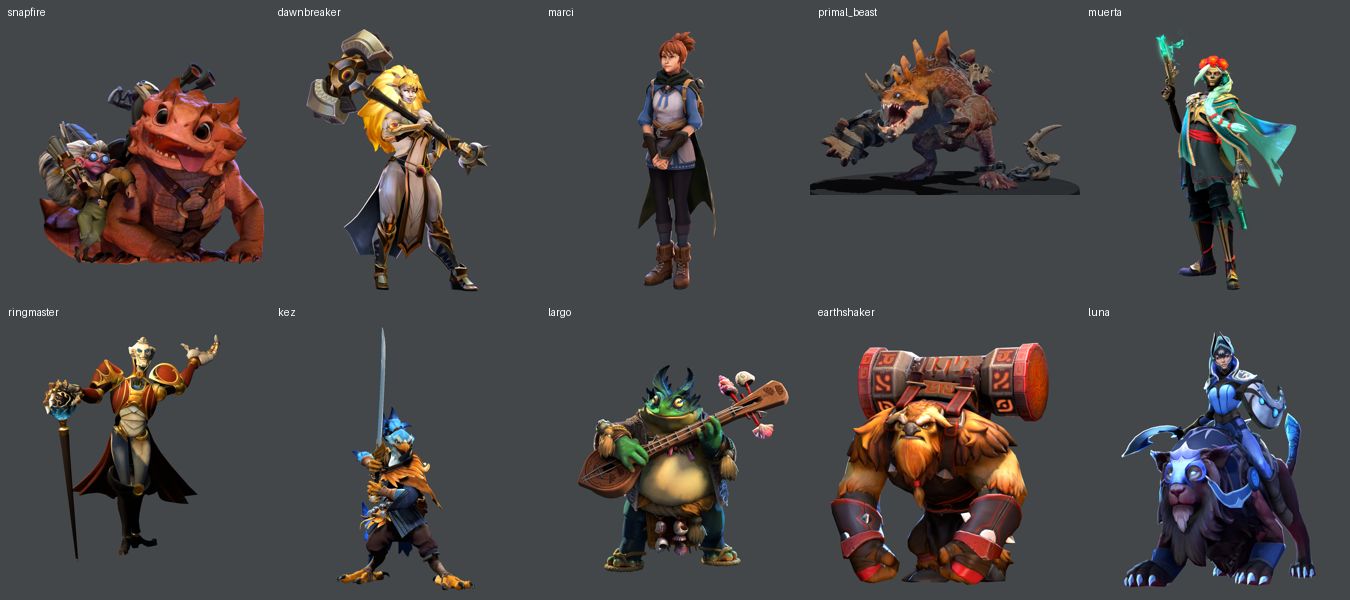 snapfire
dawnbreaker
marci
primal_beast
muerta
ringmaster
kez
largo
earthshaker
luna